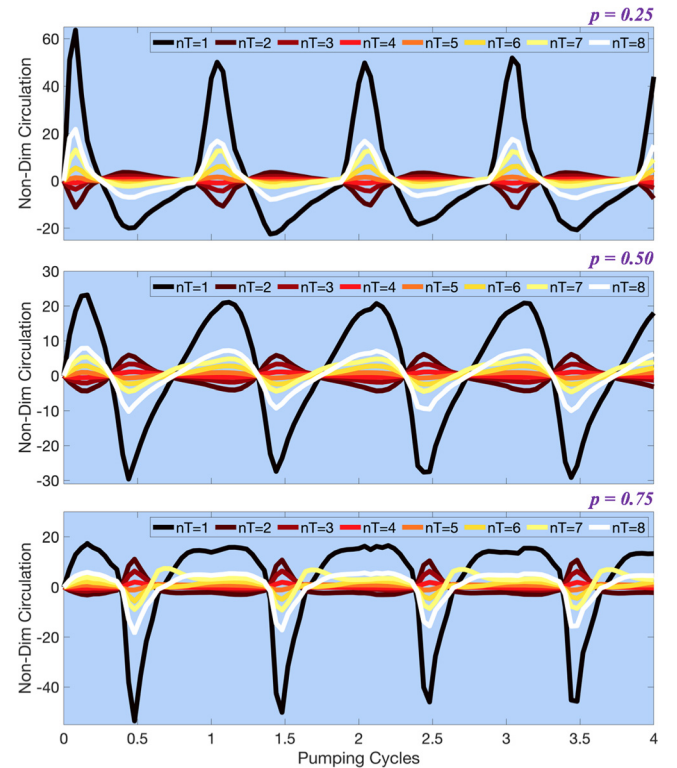 p = 0.25
nT=1 nT=2 nT=3 nT=4 nT=5 nT=6 nT=7 nT=8
Non-Dim Circulation
60
40
20
0
-20
p = 0.50
nT=1 nT=2 nT=3 nT=4 nT=5 nT=6 nT=7 nT=8
Non-Dim Circulation
30
20
10
0
-10
-20
-30
p = 0.75
nT=1 nT=2 nT=3 nT=4 nT=5 nT=6 nT=7 nT=8
Non-Dim Circulation
20
0
-20
-40
0 0.5 1 1.5 2 2.5 3 3.5 4
Pumping Cycles